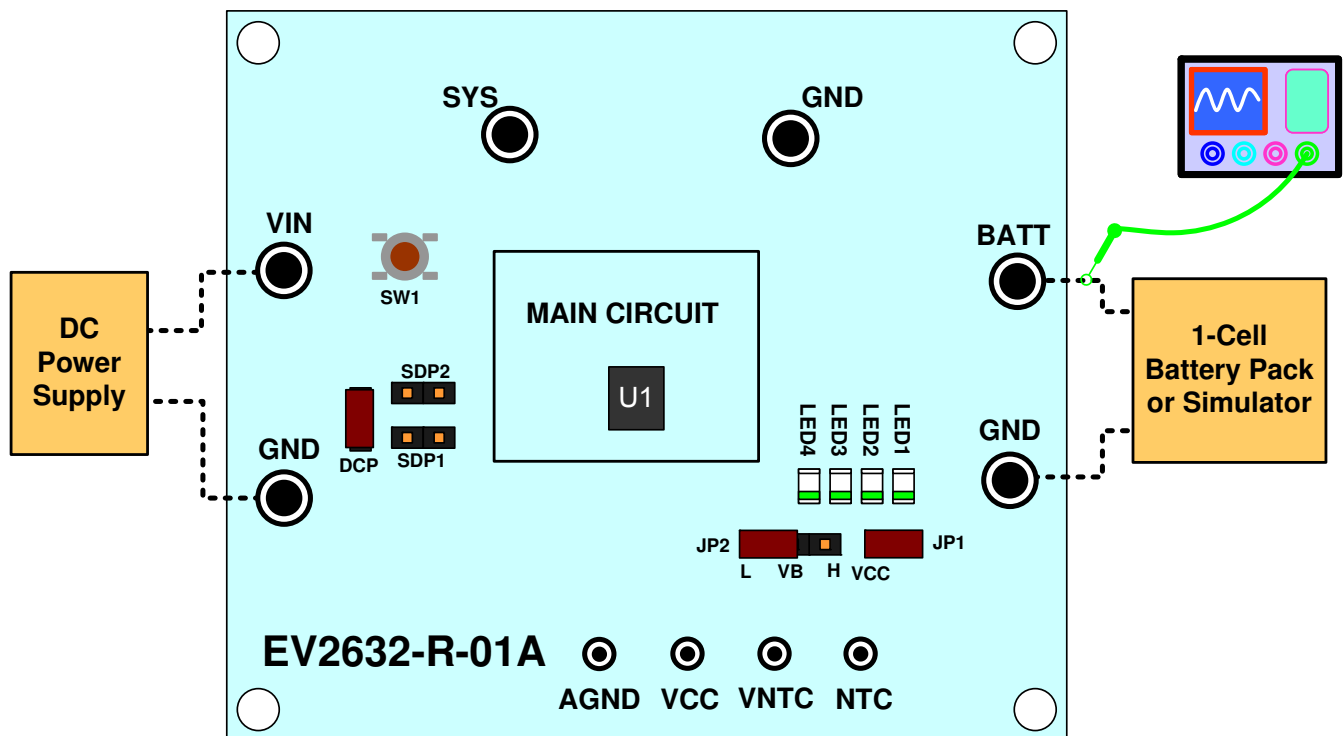 SYS
GND
VIN
BATT
SW1
DC
Power
Supply
MAIN CIRCUIT
U1
1-Cell
Battery Pack
or Simulator
SDP2
DCP
SDP1
GND
LED4
LED3
LED2
LED1
GND
JP2
JP1
L
VB
H
VCC
EV2632-R-01A
AGND
VCC
VNTC
NTC